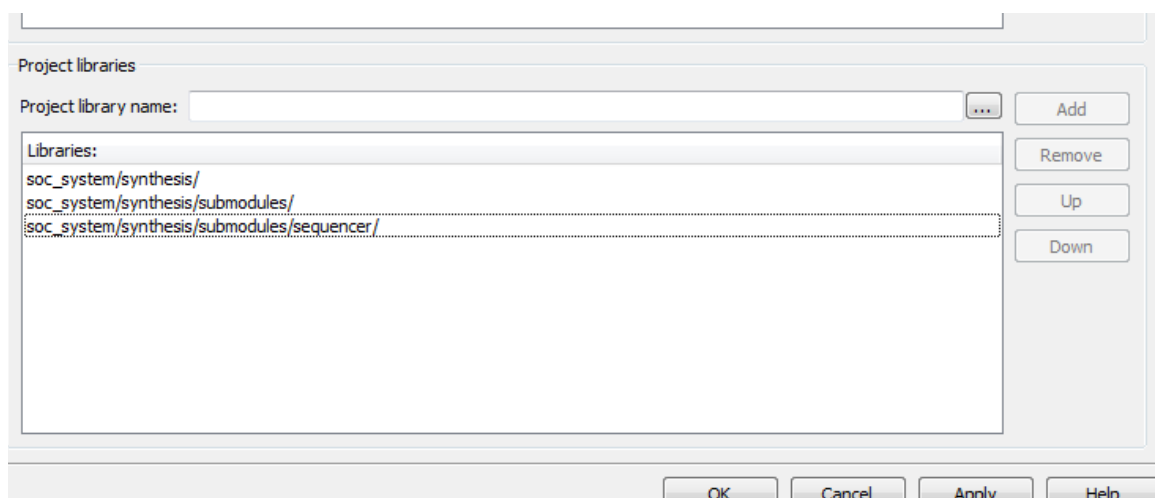 Project libraries
Project library name: ... Add
Libraries:
Remove
soc_system/synthesis/
soc_system/synthesis/submodules/
Up
soc_system/synthesis/submodules/sequencer/
Down
OK Cancel Apply Help